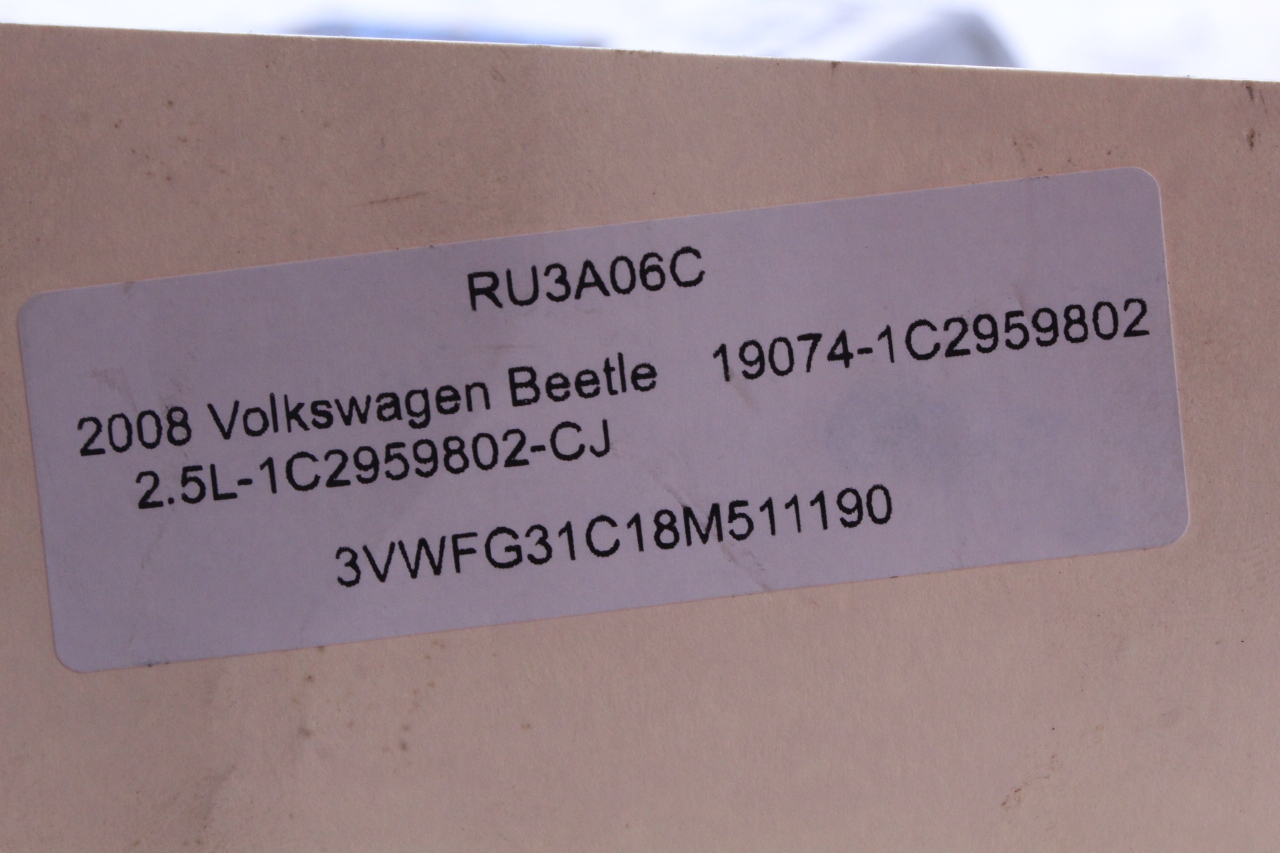 RU3A06C
2008 Volkswagen Beetle 19074-1C2959802
2.5L-1C2959802-CJ
3VWFG31C18M511190